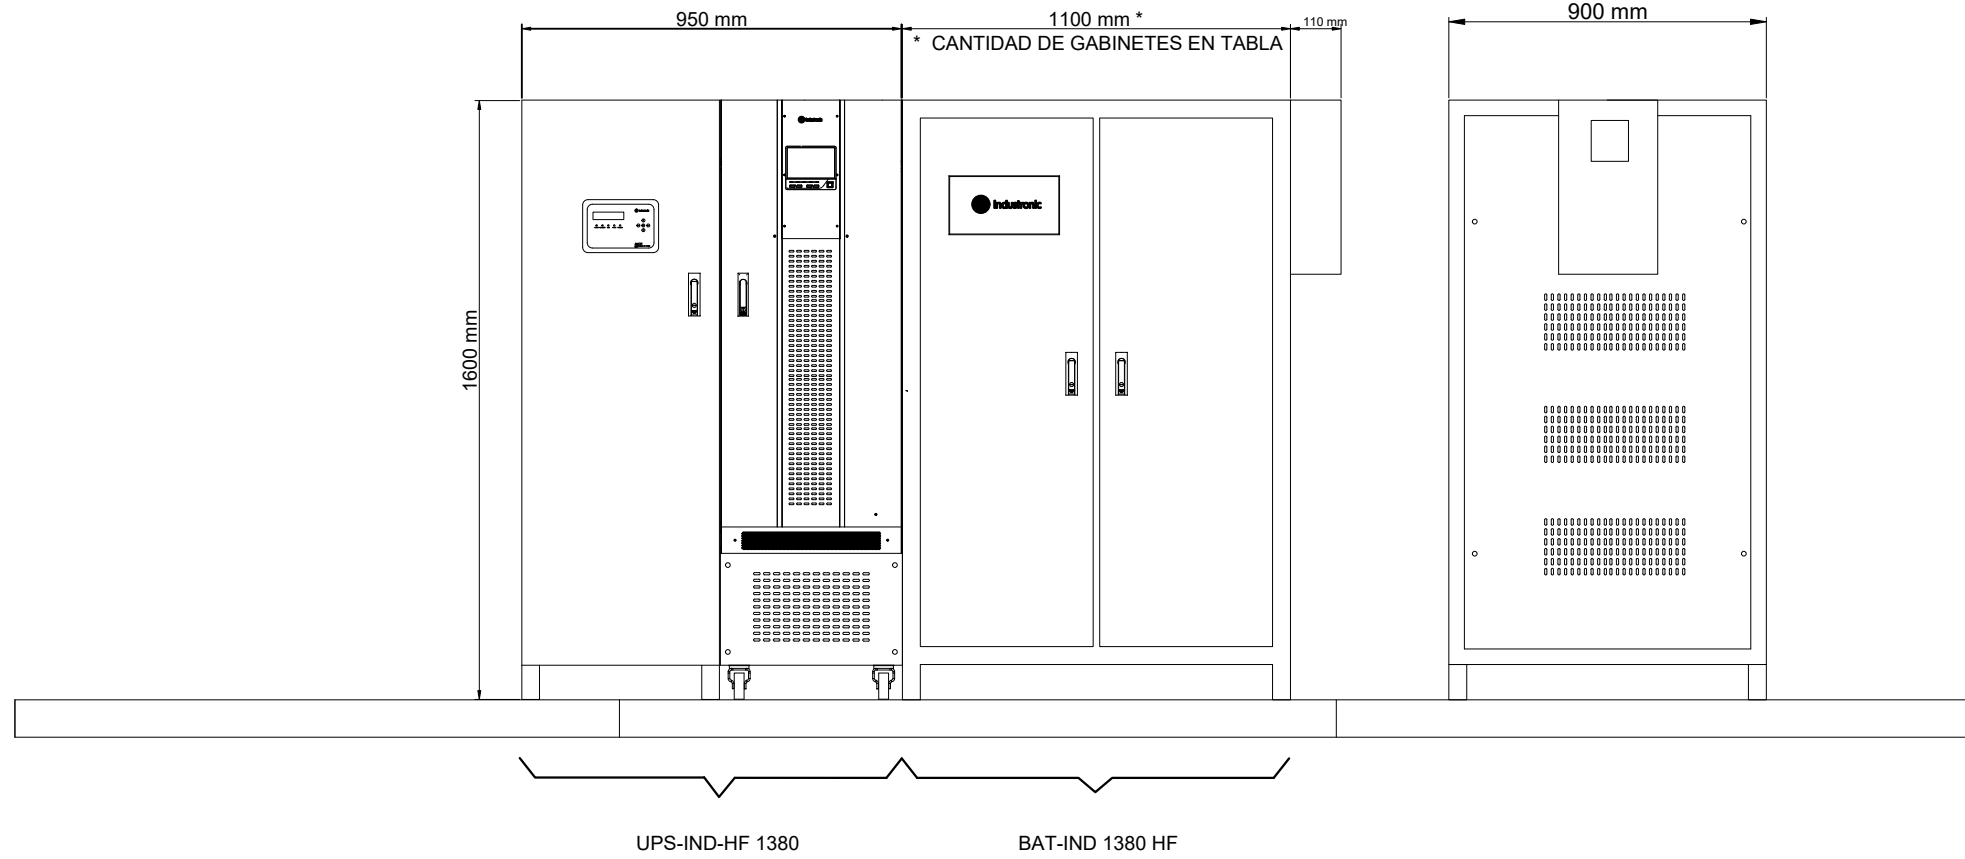 950 mm
1100 mm *
110 mm
900 mm
* CANTIDAD DE GABINETES EN TABLA
Industronic
1600 mm
UPS-IND-HF 1380
BAT-IND 1380 HF